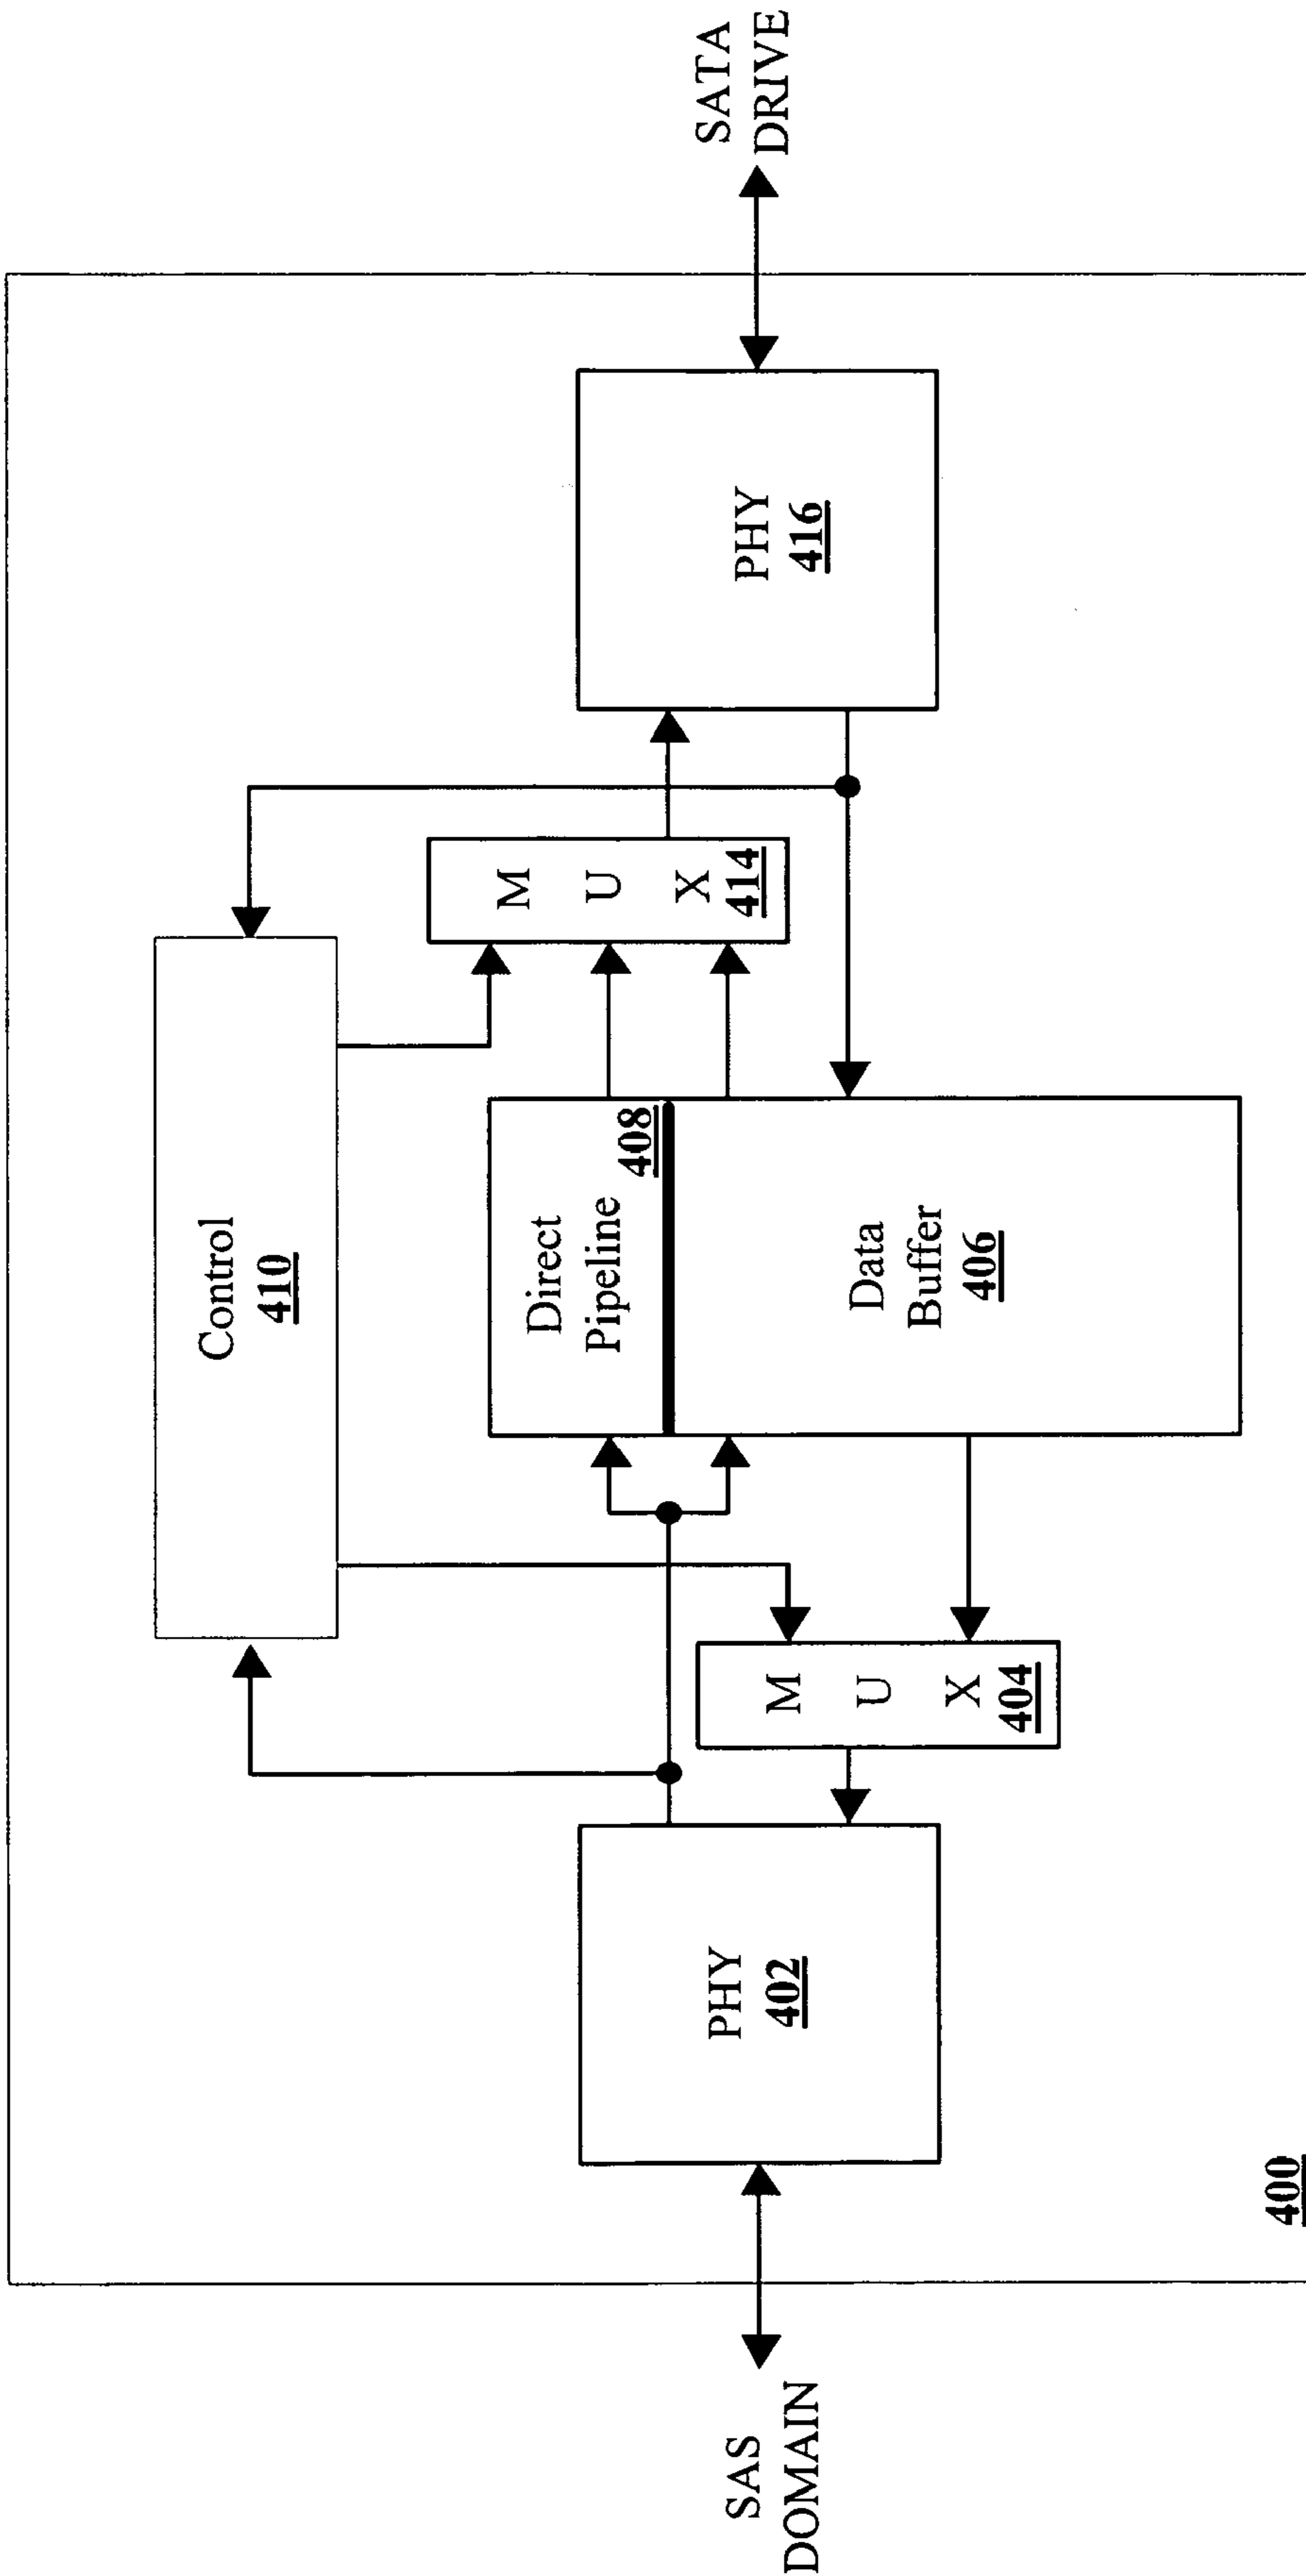 Control
410
SAS
DOMAIN
PHY
402
M
U
X
404
Direct
Pipeline
408
Data
Buffer
406
M
U
X
414
PHY
416
SATA
DRIVE
400